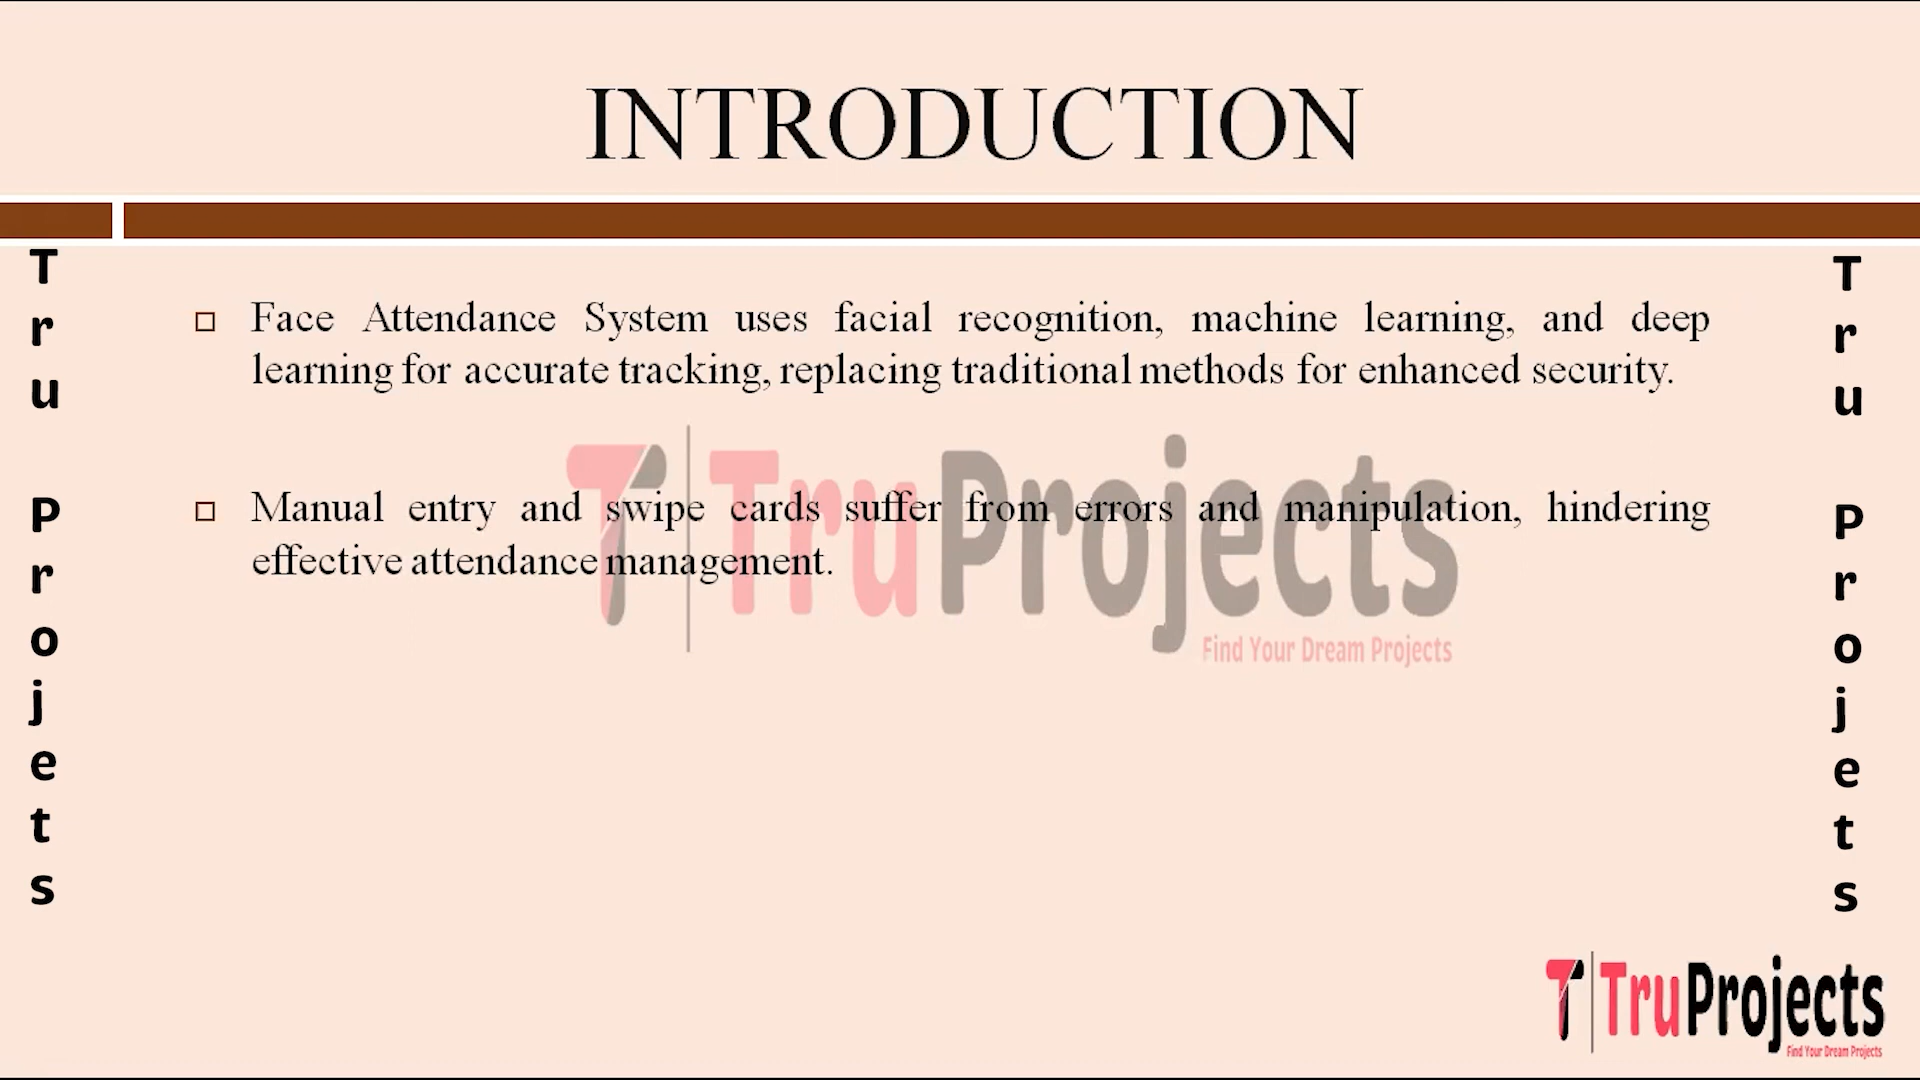 INTRODUCTION
Face Attendance System uses facial recognition, machine learning, and deep
learning for accurate tracking, replacing traditional methods for enhanced security.
Manual entry and swipe cards suffer from errors and manipulation, hindering
effective attendance management.
TruProjects
Find Your Dream Projects
Tru Projets
Tru Projets
TruProjects
Find Your Dream Projects